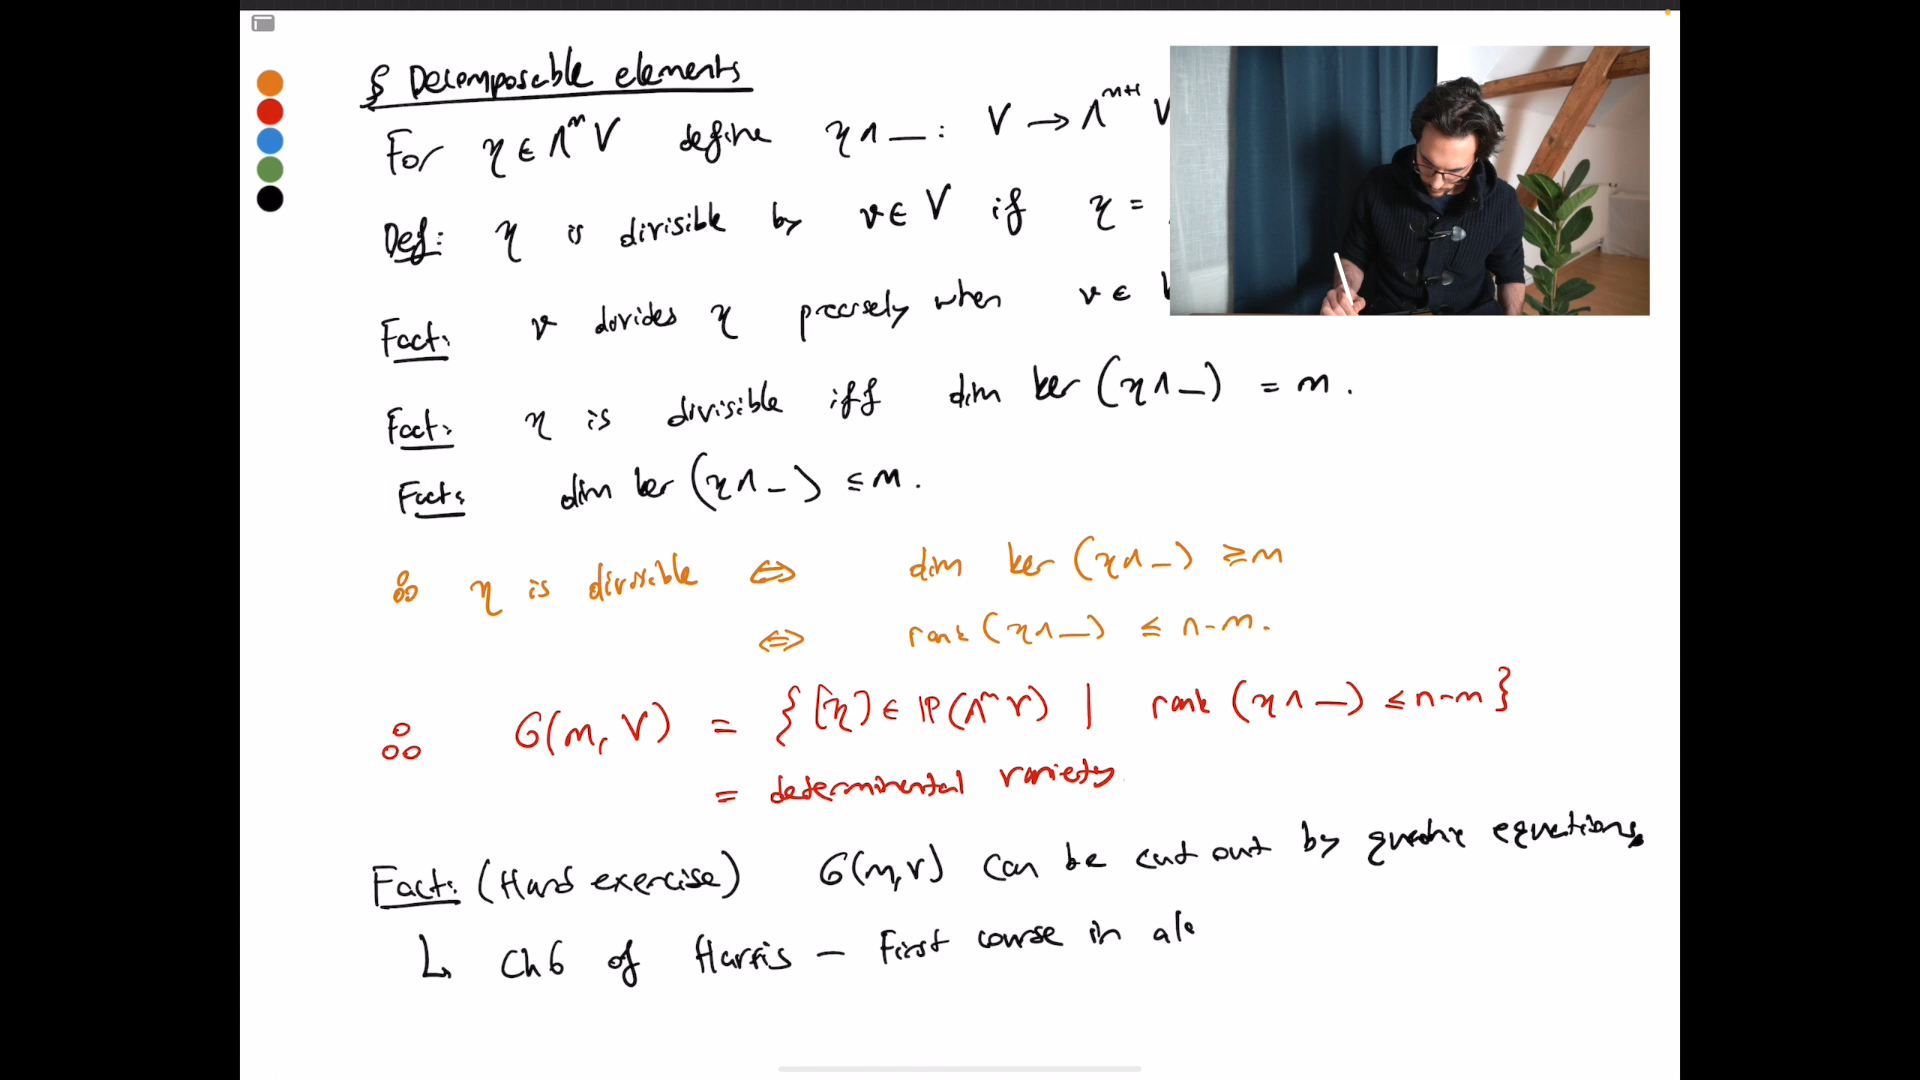 § Decomposable elements
For η ∈ Λ^m V define η∧_ : V → Λ^{m+1} V
Def: η is divisible by v ∈ V if η =
Fact: v divides η precisely when v ∈
Fact: η is divisible iff dim ker (η∧_) = m.
Fact: dim ker (η∧_) ≤ m.
∴ η is divisible ⇔ dim ker (η∧_) ≥ m
⇔ rank (η∧_) ≤ n-m.
∴ G(m, V) = {[η] ∈ ℙ(Λ^m V) | rank (η∧_) ≤ n-m}
= determinental variety
Fact: (Hard exercise) G(m,V) can be cut out by quadric equations.
↳ Ch 6 of Harris – First course in al